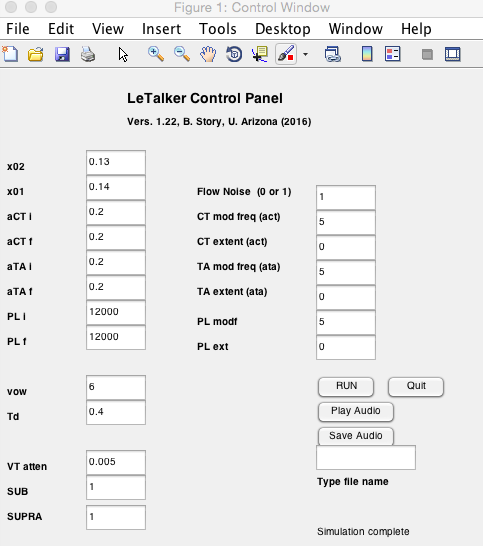 Figure 1: Control Window
File Edit View Insert Tools Desktop Window Help
LeTalker Control Panel
Vers. 1.22, B. Story, U. Arizona (2016)
x02 0.13
x01 0.14
Flow Noise (0 or 1) 1
aCT i 0.2
CT mod freq (act) 5
aCT f 0.2
CT extent (act) 0
aTA i 0.2
TA mod freq (ata) 5
aTA f 0.2
TA extent (ata) 0
PL i 12000
PL modf 5
PL f 12000
PL ext 0
vow 6
RUN Quit
Td 0.4
Play Audio
Save Audio
VT atten 0.005
SUB 1
Type file name
SUPRA 1
Simulation complete